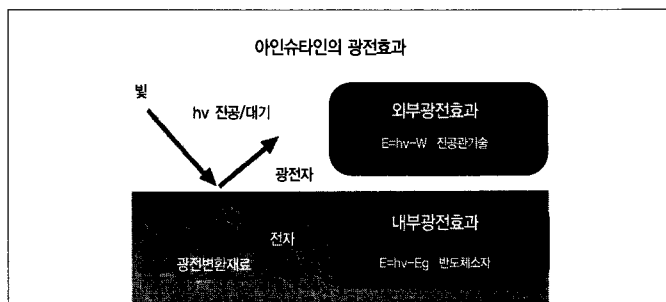 아인슈타인의 광전효과
빛
hv 진공/대기
광전자
외부광전효과
E=hv-W 진공관기술
전자
광전변환재료
내부광전효과
E=hv-Eg 반도체소자